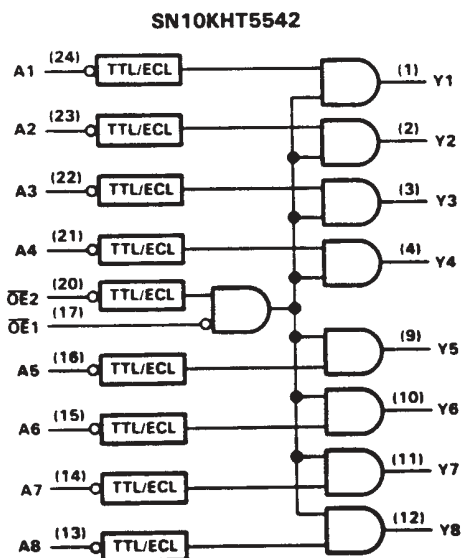 SN10KHT5542
A1 (24) TTL/ECL (1) Y1
A2 (23) TTL/ECL (2) Y2
A3 (22) TTL/ECL (3) Y3
A4 (21) TTL/ECL (4) Y4
O̅E̅2 (20) TTL/ECL
O̅E̅1 (17)
A5 (16) TTL/ECL (9) Y5
A6 (15) TTL/ECL (10) Y6
A7 (14) TTL/ECL (11) Y7
A8 (13) TTL/ECL (12) Y8